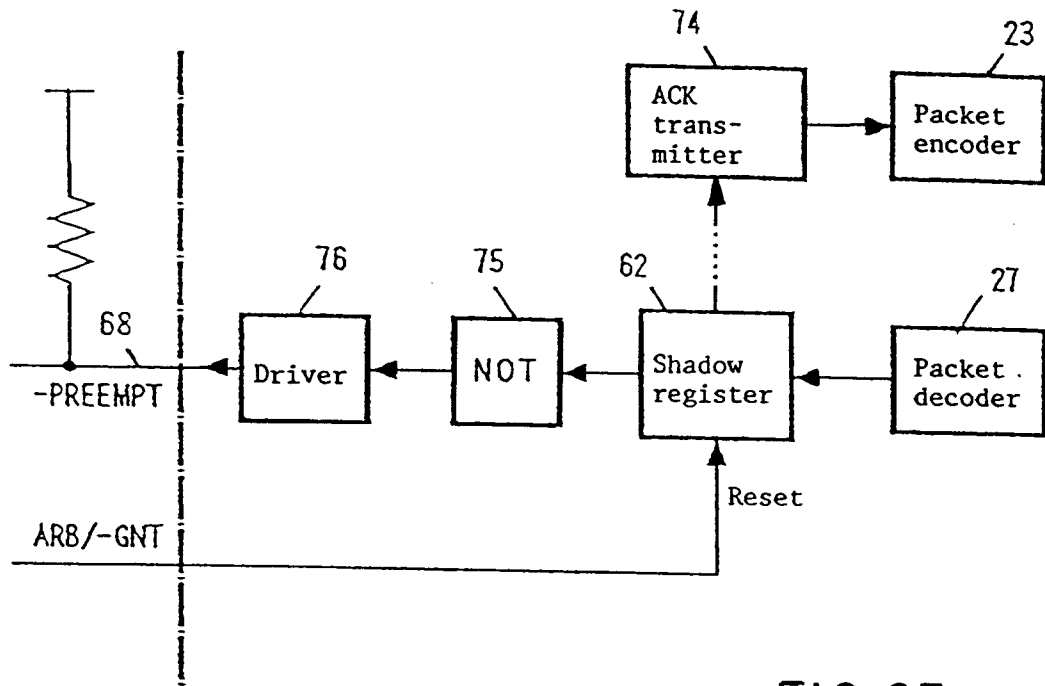 74
23
ACK
trans-
mitter
Packet
encoder
76
75
62
27
68
Driver
NOT
Shadow
register
Packet
decoder
-PREEMPT
Reset
ARB/-GNT